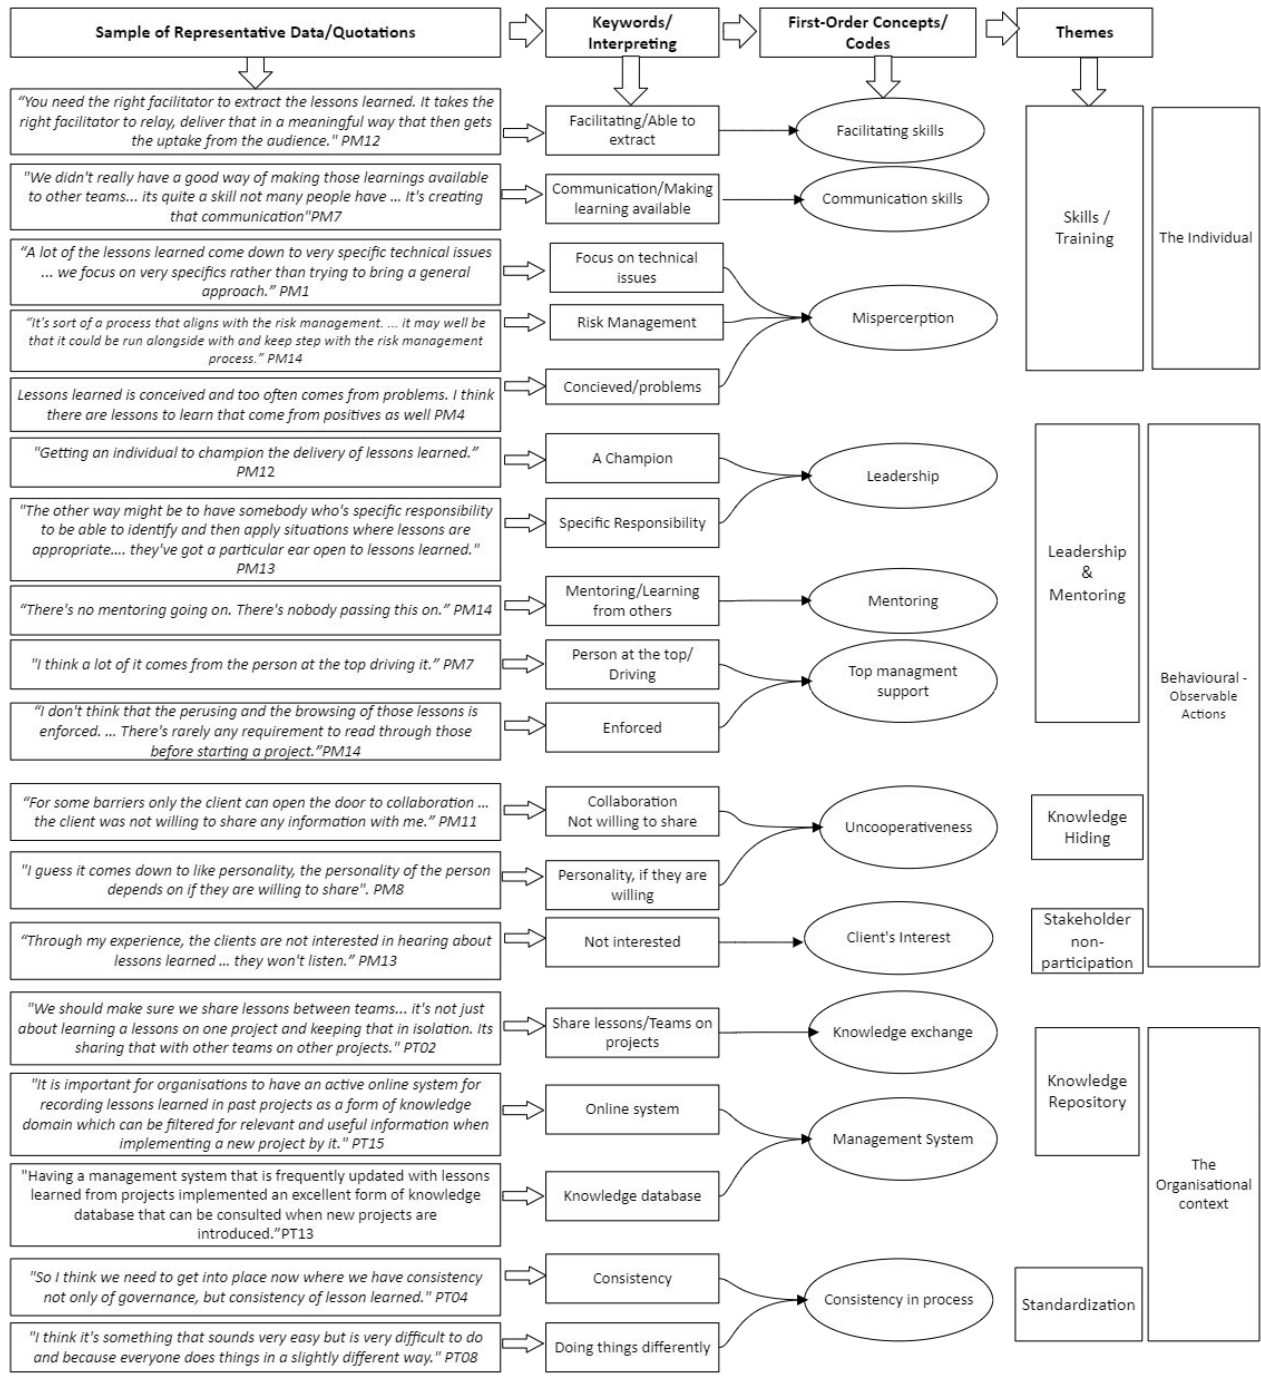 Sample of Representative Data/Quotations
Keywords/
Interpreting
First-Order Concepts/
Codes
Themes
“You need the right facilitator to extract the lessons learned. It takes the
right facilitator to relay, deliver that in a meaningful way that then gets
the uptake from the audience." PM12
Facilitating/Able to
extract
Facilitating skills
"We didn't really have a good way of making those learnings available
to other teams... its quite a skill not many people have ... It's creating
that communication"PM7
Communication/Making
learning available
Communication skills
“A lot of the lessons learned come down to very specific technical issues
... we focus on very specifics rather than trying to bring a general
approach.” PM1
Focus on technical
issues
“It's sort of a process that aligns with the risk management. ... it may well be
that it could be run alongside with and keep step with the risk management
process.” PM14
Risk Management
Mispercerption
Lessons learned is conceived and too often comes from problems. I think
there are lessons to learn that come from positives as well PM4
Concieved/problems
Skills /
Training
The Individual
"Getting an individual to champion the delivery of lessons learned.”
PM12
A Champion
Leadership
"The other way might be to have somebody who's specific responsibility
to be able to identify and then apply situations where lessons are
appropriate.... they've got a particular ear open to lessons learned."
PM13
Specific Responsibility
“There's no mentoring going on. There's nobody passing this on.” PM14
Mentoring/Learning
from others
Mentoring
"I think a lot of it comes from the person at the top driving it.” PM7
Person at the top/
Driving
Top managment
support
“I don't think that the perusing and the browsing of those lessons is
enforced. ... There's rarely any requirement to read through those
before starting a project.”PM14
Enforced
Leadership
&
Mentoring
Behavioural -
Observable
Actions
“For some barriers only the client can open the door to collaboration ...
the client was not willing to share any information with me.” PM11
Collaboration
Not willing to share
Uncooperativeness
Knowledge
Hiding
"I guess it comes down to like personality, the personality of the person
depends on if they are willing to share". PM8
Personality, if they are
willing
“Through my experience, the clients are not interested in hearing about
lessons learned ... they won't listen.” PM13
Not interested
Client's Interest
Stakeholder
non-
participation
"We should make sure we share lessons between teams... it's not just
about learning a lessons on one project and keeping that in isolation. Its
sharing that with other teams on other projects." PT02
Share lessons/Teams on
projects
Knowledge exchange
"It is important for organisations to have an active online system for
recording lessons learned in past projects as a form of knowledge
domain which can be filtered for relevant and useful information when
implementing a new project by it." PT15
Online system
Management System
Knowledge
Repository
"Having a management system that is frequently updated with lessons
learned from projects implemented an excellent form of knowledge
database that can be consulted when new projects are
introduced.”PT13
Knowledge database
The
Organisational
context
"So I think we need to get into place now where we have consistency
not only of governance, but consistency of lesson learned." PT04
Consistency
Consistency in process
Standardization
"I think it's something that sounds very easy but is very difficult to do
and because everyone does things in a slightly different way." PT08
Doing things differently